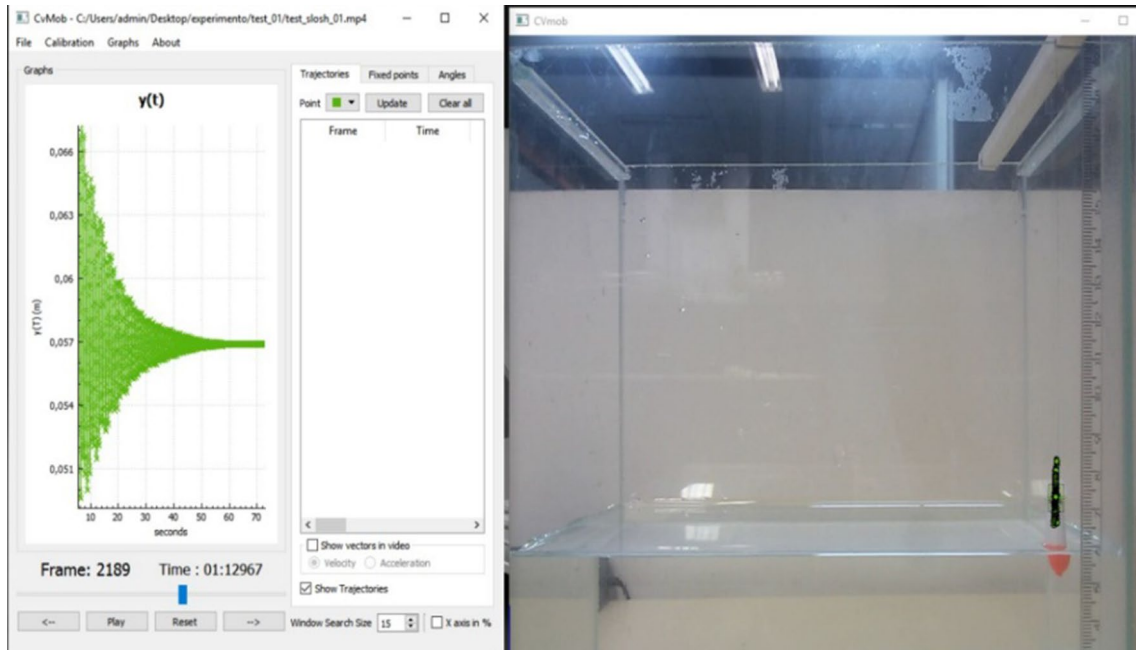 CvMob - C:/Users/admin/Desktop/experimento/test_01/test_slosh_01.mp4
File Calibration Graphs About
Graphs
y(t)
0,066
0,063
0,06
0,057
0,054
0,051
y(T) (m)
10 20 30 40 50 60 70
seconds
Frame: 2189 Time : 01:12967
<-- Play Reset -->
Trajectories Fixed points Angles
Point Update Clear all
Frame Time
Show vectors in video
Velocity Acceleration
Show Trajectories
Window Search Size 15 X axis in %
CVmob